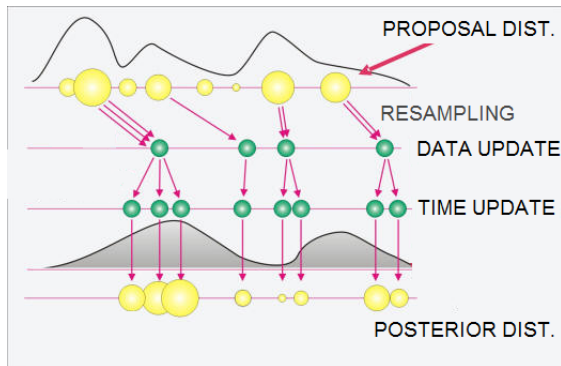 PROPOSAL DIST.
RESAMPLING
DATA UPDATE
TIME UPDATE
POSTERIOR DIST.